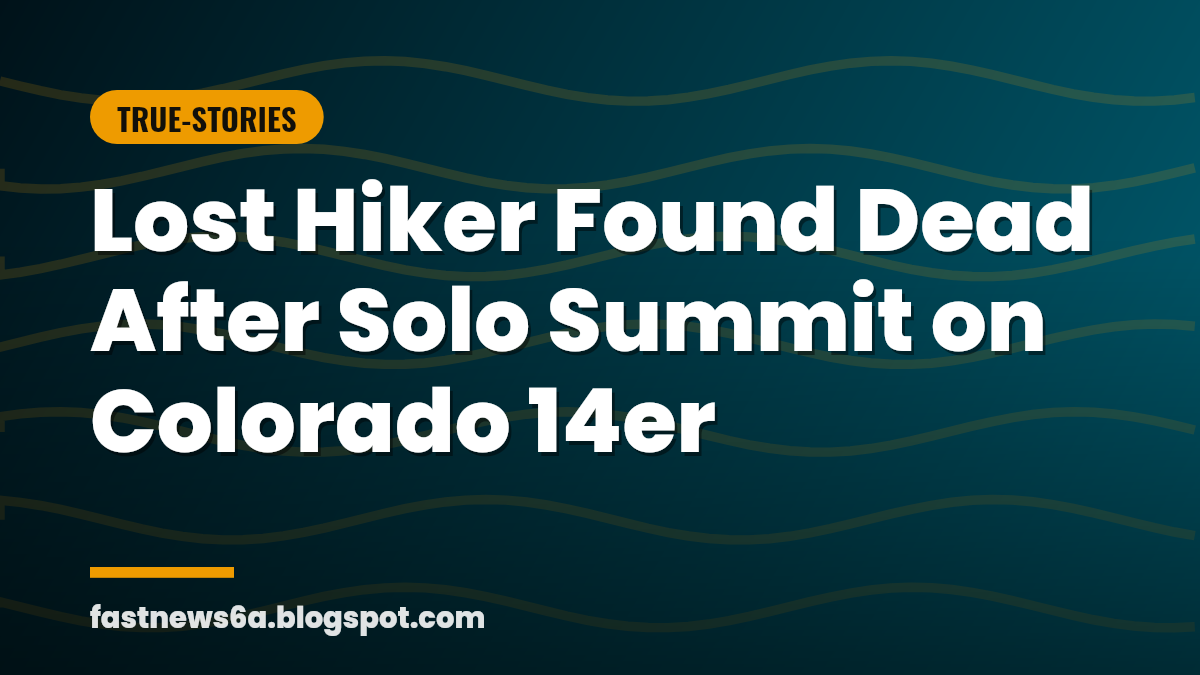 TRUE-STORIES
Lost Hiker Found Dead
After Solo Summit on
Colorado 14er
fastnews6a.blogspot.com